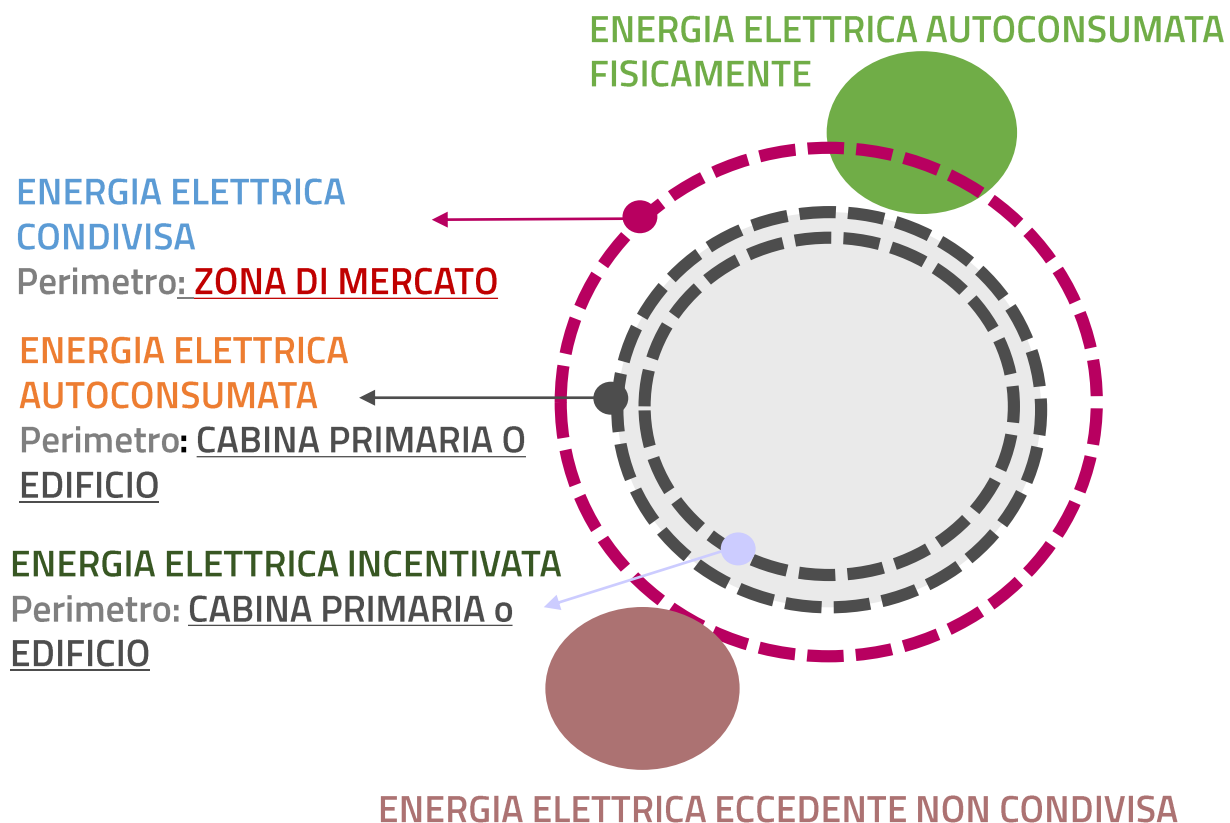 ENERGIA ELETTRICA AUTOCONSUMATA
FISICAMENTE
ENERGIA ELETTRICA
CONDIVISA
Perimetro: ZONA DI MERCATO
ENERGIA ELETTRICA
AUTOCONSUMATA
Perimetro: CABINA PRIMARIA O
EDIFICIO
ENERGIA ELETTRICA INCENTIVATA
Perimetro: CABINA PRIMARIA o
EDIFICIO
ENERGIA ELETTRICA ECCEDENTE NON CONDIVISA